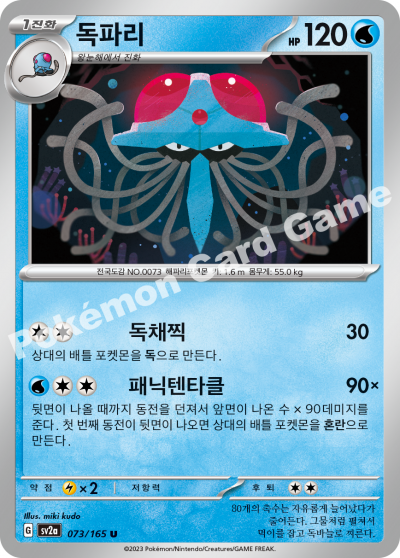 1진화
독파리
HP 120
왕눈해에서 진화
Pokémon Card Game
전국도감 NO.0073 해파리포켓몬 키: 1.6 m 몸무게: 55.0 kg
독채찍 30
상대의 배틀 포켓몬을 독으로 만든다.
패닉텐타클 90×
뒷면이 나올 때까지 동전을 던져서 앞면이 나온 수 × 90데미지를
준다. 첫 번째 동전이 뒷면이 나오면 상대의 배틀 포켓몬을 혼란으로
만든다.
약점 ×2 저항력 후퇴
Illus. miki kudo
G sv2a 073/165 U
80개의 촉수는 자유롭게 늘어났다가
줄어든다. 그물처럼 펼쳐서
먹이를 잡고 독바늘로 찌른다.
©2023 Pokémon/Nintendo/Creatures/GAME FREAK.